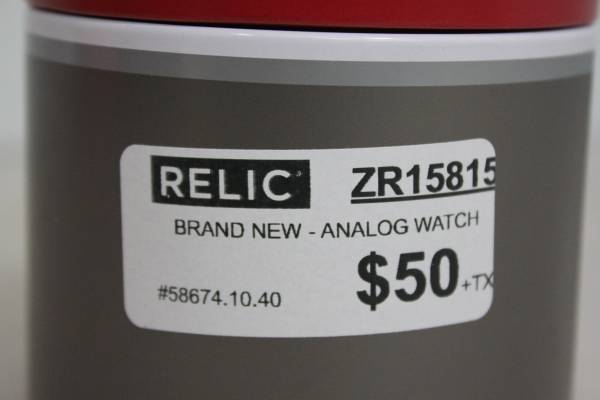 RELIC ZR15815
BRAND NEW - ANALOG WATCH
#58674.10.40 $50 +TX